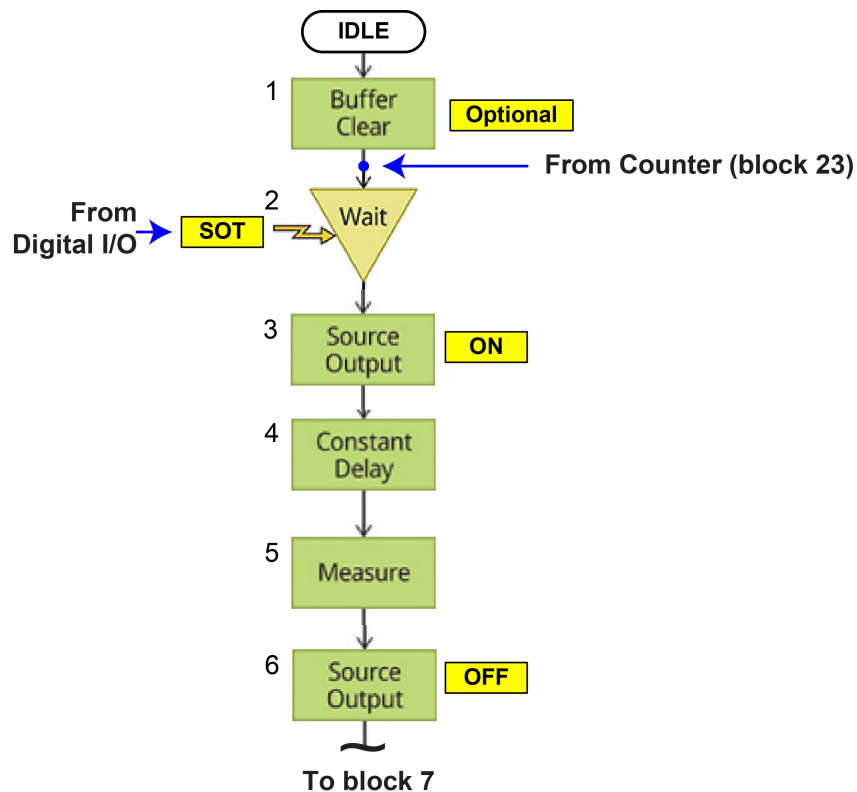 IDLE
1
Buffer
Clear
Optional
From Counter (block 23)
2
Wait
From
Digital I/O
SOT
3
Source
Output
ON
4
Constant
Delay
5
Measure
6
Source
Output
OFF
To block 7